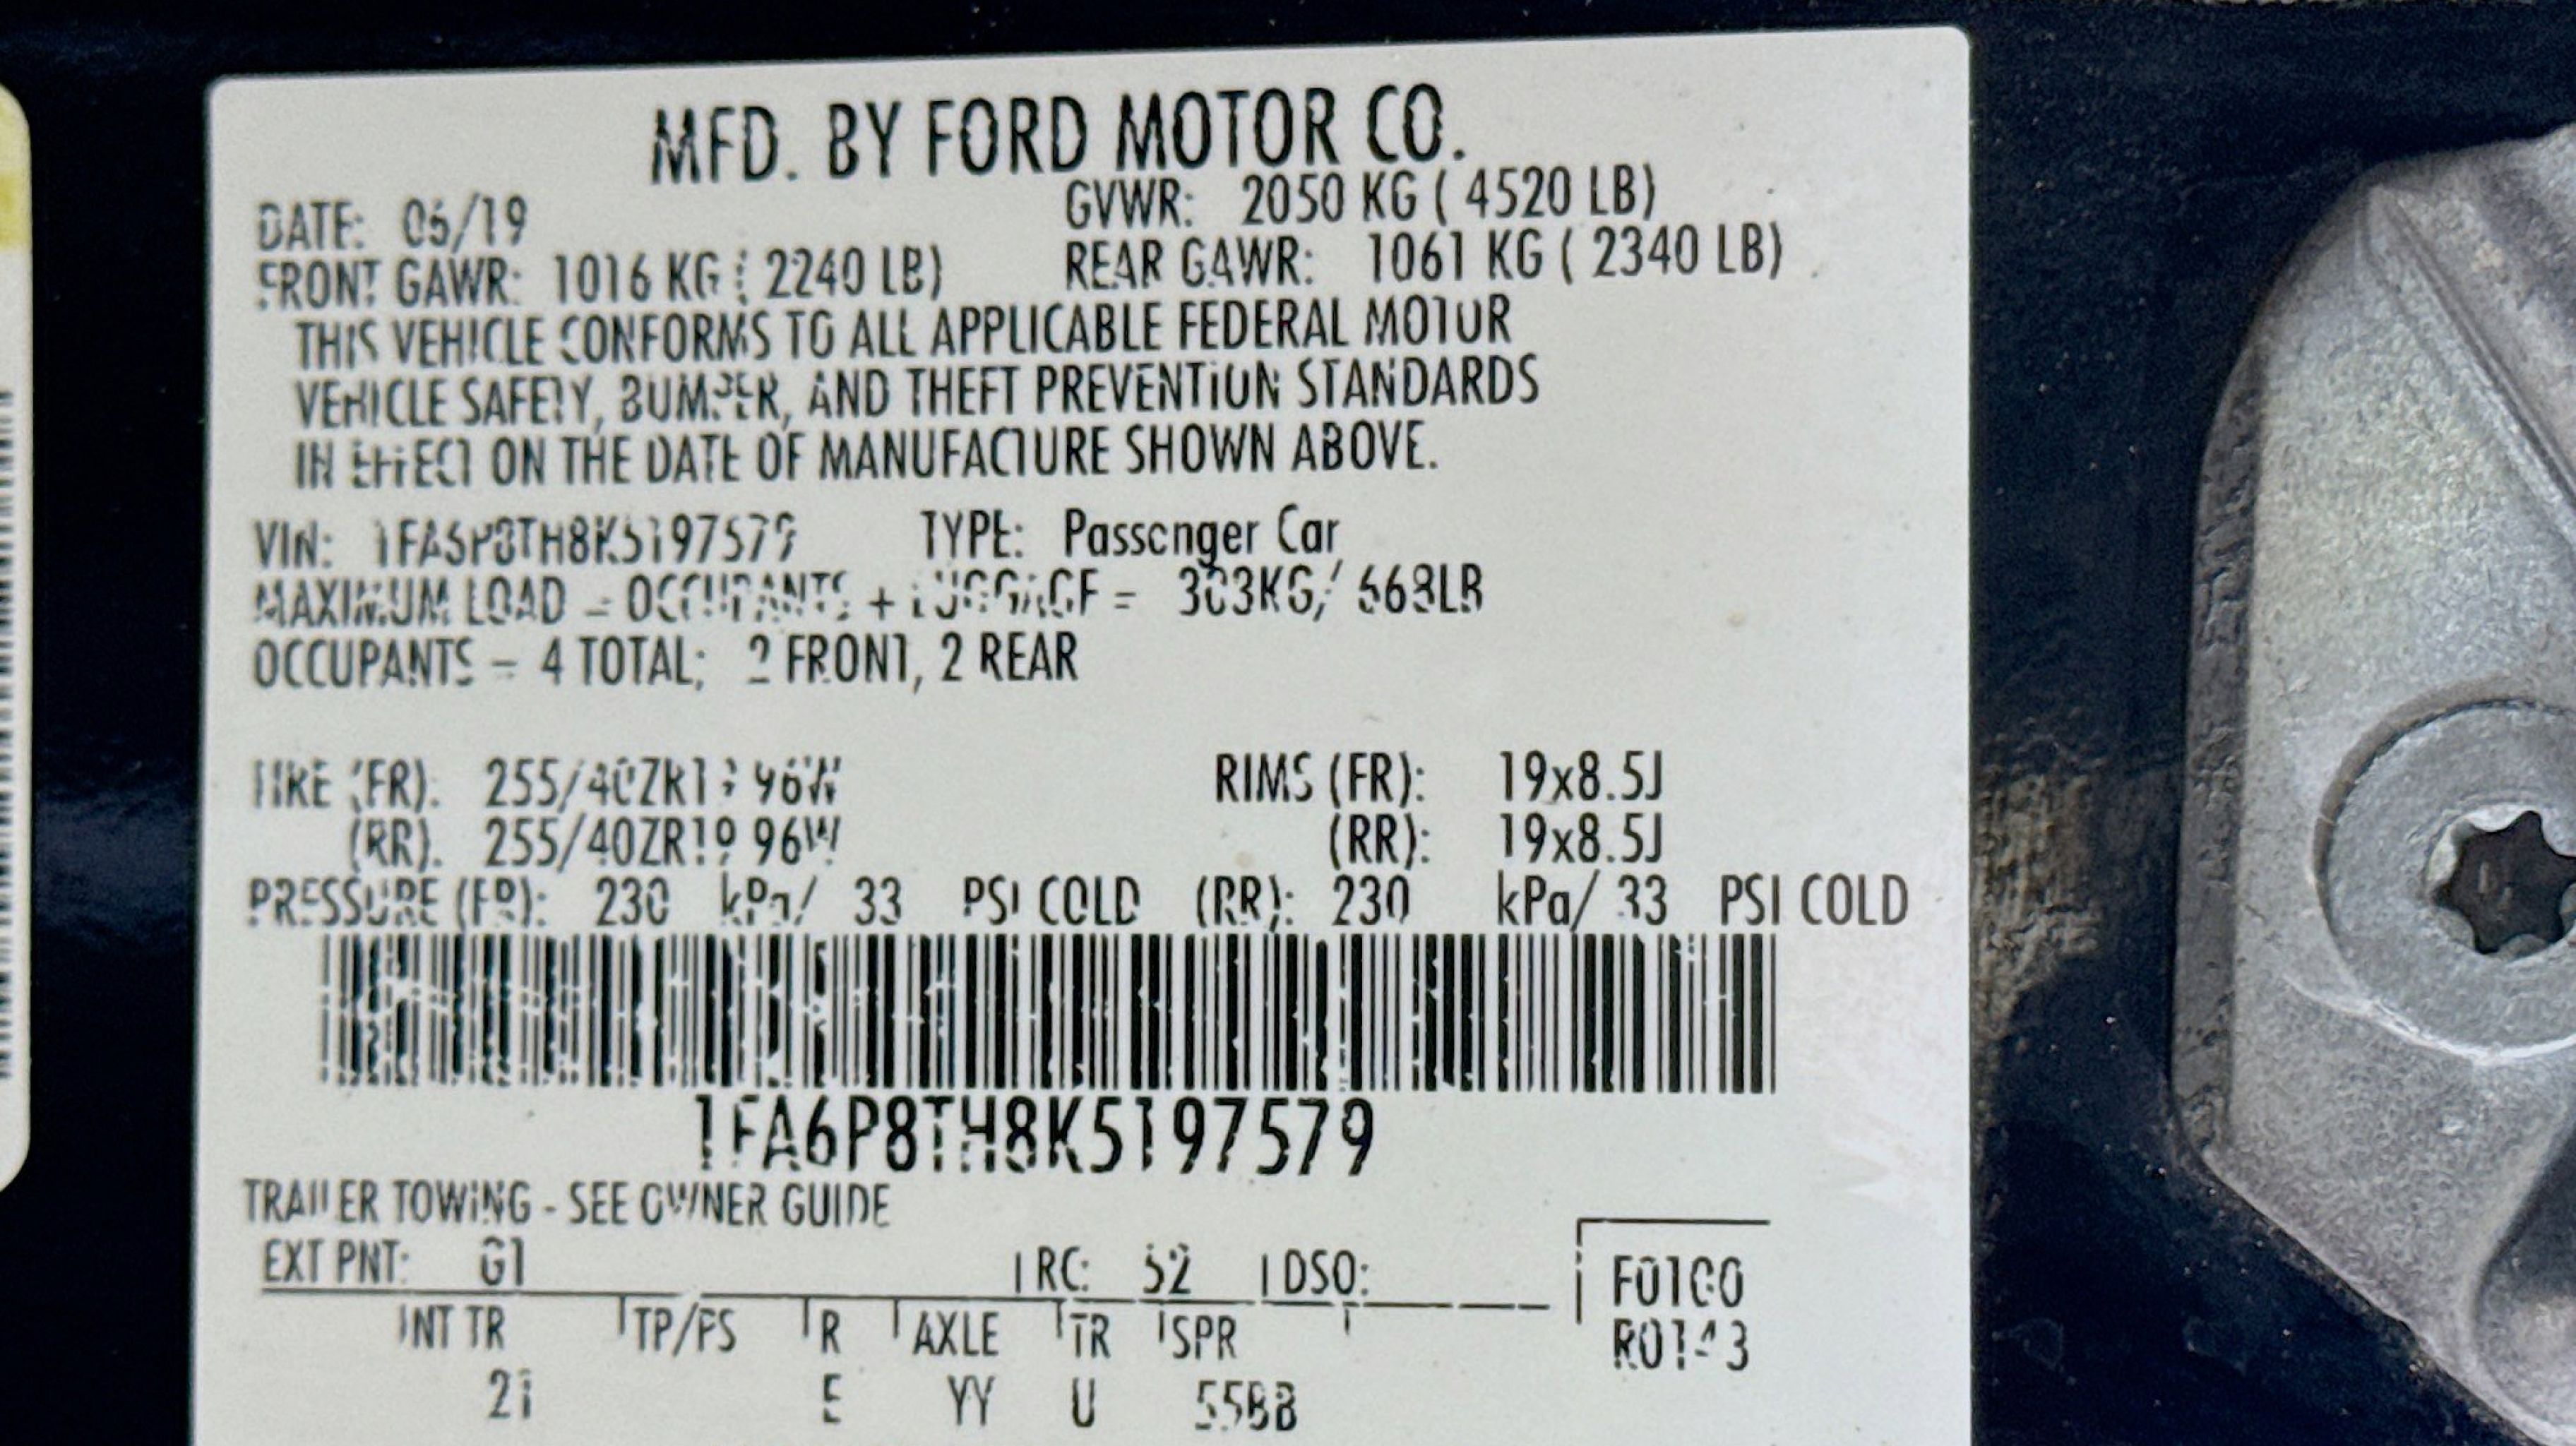 MFD. BY FORD MOTOR CO.
DATE: 06/19 GVWR: 2050 KG ( 4520 LB)
FRONT GAWR: 1016 KG ( 2240 LB) REAR GAWR: 1061 KG ( 2340 LB)
THIS VEHICLE CONFORMS TO ALL APPLICABLE FEDERAL MOTOR
VEHICLE SAFETY, BUMPER, AND THEFT PREVENTION STANDARDS
IN EFFECT ON THE DATE OF MANUFACTURE SHOWN ABOVE.
VIN: 1FA6P8TH8K5197579 TYPE: Passenger Car
MAXIMUM LOAD = OCCUPANTS + LUGGAGE = 303KG/ 668LB
OCCUPANTS = 4 TOTAL; 2 FRONT, 2 REAR
TIRE (FR): 255/40ZR19 96W RIMS (FR): 19x8.5J
(RR): 255/40ZR19 96W (RR): 19x8.5J
PRESSURE (FR): 230 kPa/ 33 PSI COLD (RR): 230 kPa/ 33 PSI COLD
1FA6P8TH8K5197579
TRAILER TOWING - SEE OWNER GUIDE
EXT PNT: G1 RC: 52 DSO: F0100
INT TR TP/PS R AXLE TR SPR R0143
21 E YY U 55BB